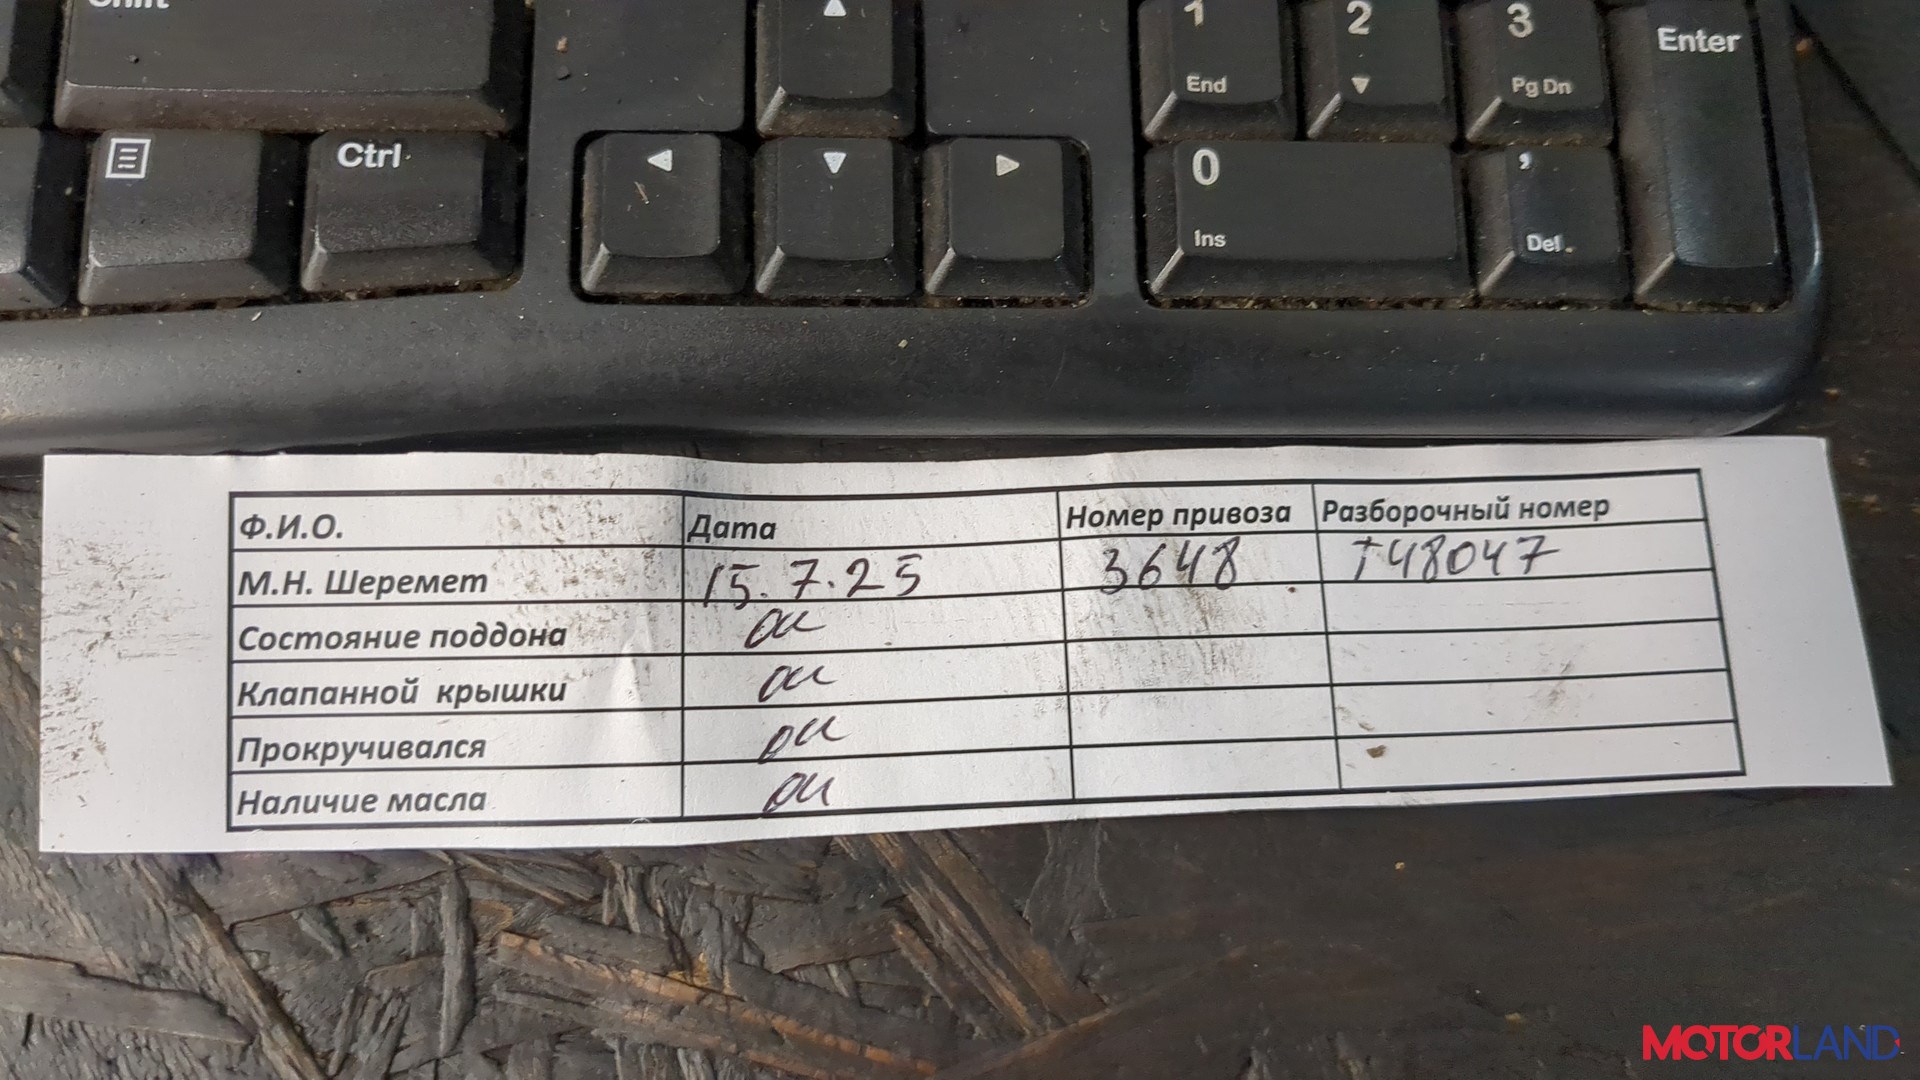 Shift
1
2
3
Enter
End
Pg Dn
Ctrl
0
,
Ins
Del .
Ф.И.О. Дата Номер привоза Разборочный номер
М.Н. Шеремет 15.7.25 3648 т48047
Состояние поддона ок
Клапанной крышки ок
Прокручивался ок
Наличие масла ок
MOTORLAND